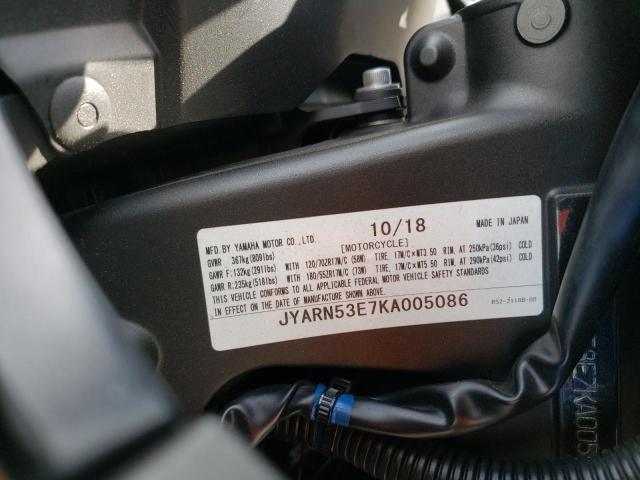 10/18
MFD.BY YAMAHA MOTOR CO.,LTD. MADE IN JAPAN
GVWR 367kg(809lbs) [MOTORCYCLE]
GAWR F:132kg(291lbs) WITH 120/70ZR17M/C (58W) TIRE, 17M/C×MT3.50 RIM, AT 250kPa(36psi) COLD
GAWR R:235kg(518lbs) WITH 180/55ZR17M/C (73W) TIRE, 17M/C×MT5.50 RIM, AT 290kPa(42psi) COLD
THIS VEHICLE CONFORMS TO ALL APPLICABLE FEDERAL MOTOR VEHICLE SAFETY STANDARDS
IN EFFECT ON THE DATE OF MANUFACTURE SHOWN ABOVE.
JYARN53E7KA005086
53E7KA005